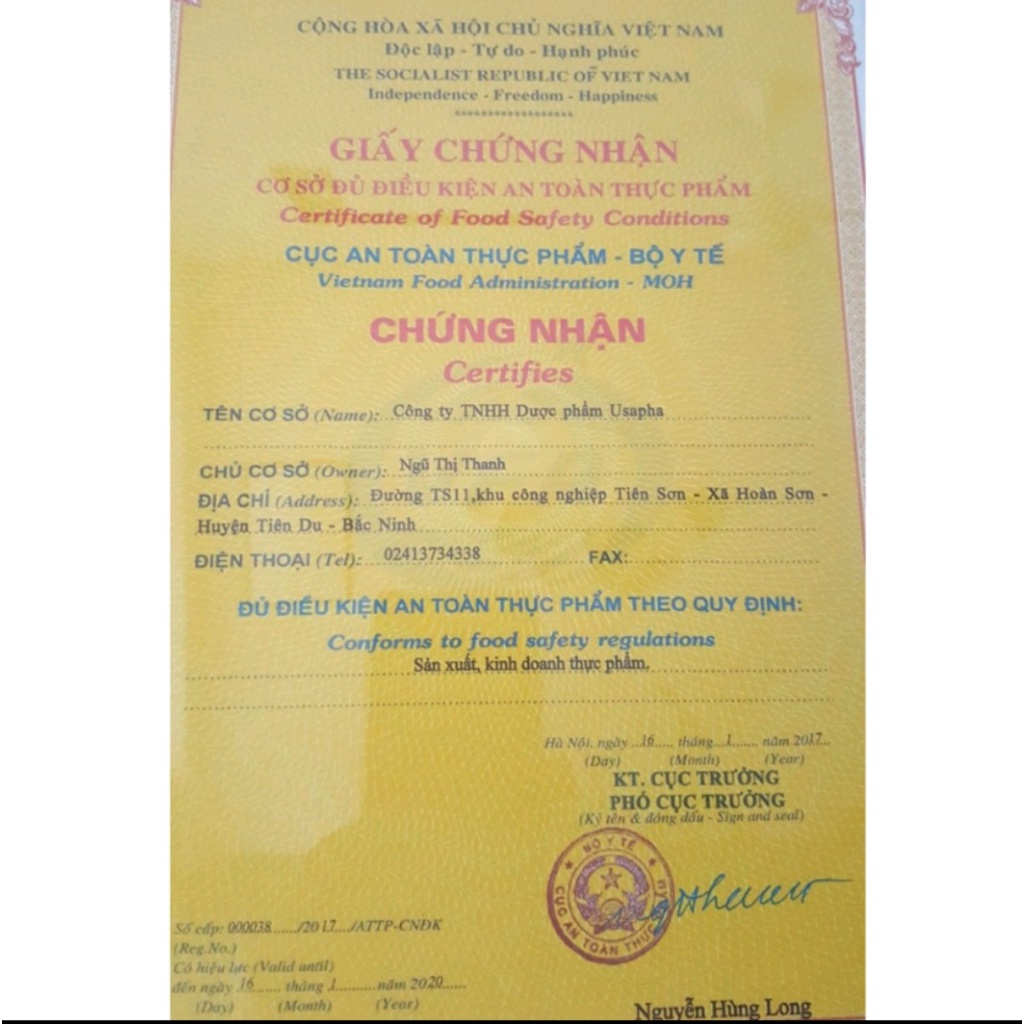 CỘNG HÒA XÃ HỘI CHỦ NGHĨA VIỆT NAM
Độc lập - Tự do - Hạnh phúc
THE SOCIALIST REPUBLIC OF VIET NAM
Independence - Freedom - Happiness
GIẤY CHỨNG NHẬN
CƠ SỞ ĐỦ ĐIỀU KIỆN AN TOÀN THỰC PHẨM
Certificate of Food Safety Conditions
CỤC AN TOÀN THỰC PHẨM - BỘ Y TẾ
Vietnam Food Administration - MOH
CHỨNG NHẬN
Certifies
TÊN CƠ SỞ (Name): Công ty TNHH Dược phẩm Usapha
CHỦ CƠ SỞ (Owner): Ngũ Thị Thanh
ĐỊA CHỈ (Address): Đường TS11,khu công nghiệp Tiên Sơn - Xã Hoàn Sơn -
Huyện Tiên Du - Bắc Ninh
ĐIỆN THOẠI (Tel): 02413734338 FAX:
ĐỦ ĐIỀU KIỆN AN TOÀN THỰC PHẨM THEO QUY ĐỊNH:
Conforms to food safety regulations
Sản xuất, kinh doanh thực phẩm.
Hà Nội, ngày 16 tháng 1 năm 2017
(Day) (Month) (Year)
KT. CỤC TRƯỞNG
PHÓ CỤC TRƯỞNG
(Ký tên & đóng dấu - Sign and seal)
BỘ Y TẾ
CỤC AN TOÀN THỰC
Số cấp: 000038....../2017.../ATTP-CNĐK
(Reg.No.)
Có hiệu lực (Valid until)
đến ngày 16 tháng 1 năm 2020
(Day) (Month) (Year)
Nguyễn Hùng Long